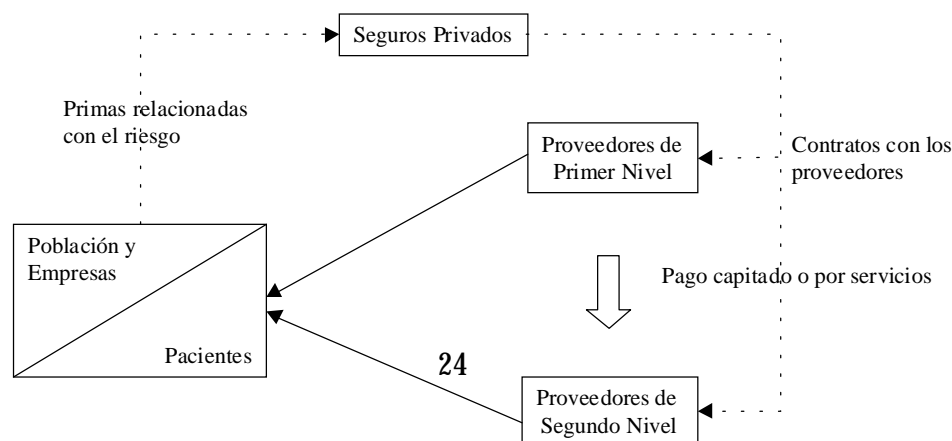 Seguros Privados
Primas relacionadas
con el riesgo
Proveedores de
Primer Nivel
Contratos con los
proveedores
Población y
Empresas
Pago capitado o por servicios
Pacientes
24
Proveedores de
Segundo Nivel